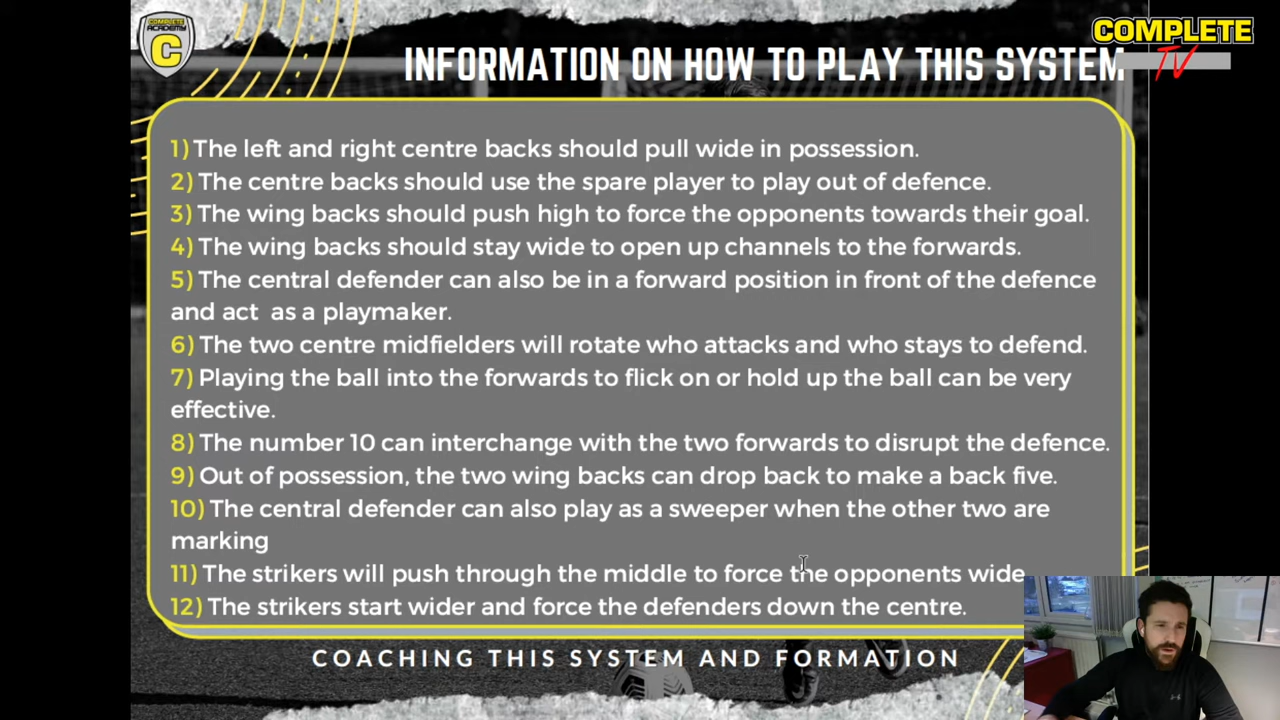 COMPLETE
ACADEMY
C
INFORMATION ON HOW TO PLAY THIS SYSTEM
COMPLETE
TV
1) The left and right centre backs should pull wide in possession.
2) The centre backs should use the spare player to play out of defence.
3) The wing backs should push high to force the opponents towards their goal.
4) The wing backs should stay wide to open up channels to the forwards.
5) The central defender can also be in a forward position in front of the defence
and act as a playmaker.
6) The two centre midfielders will rotate who attacks and who stays to defend.
7) Playing the ball into the forwards to flick on or hold up the ball can be very
effective.
8) The number 10 can interchange with the two forwards to disrupt the defence.
9) Out of possession, the two wing backs can drop back to make a back five.
10) The central defender can also play as a sweeper when the other two are
marking
11) The strikers will push through the middle to force the opponents wide
12) The strikers start wider and force the defenders down the centre.
COACHING THIS SYSTEM AND FORMATION